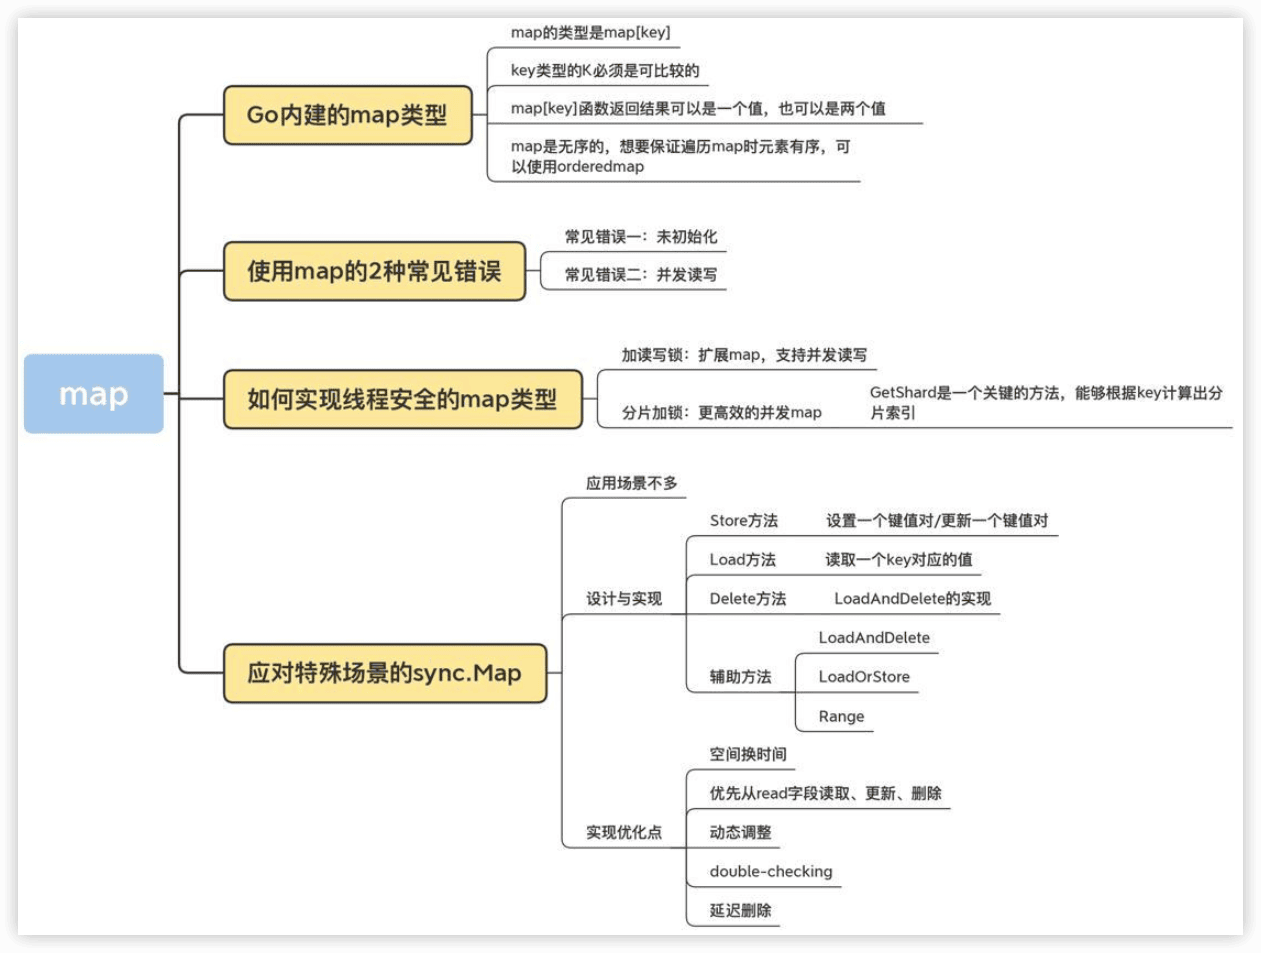 map
Go内建的map类型
map的类型是map[key]
key类型的K必须是可比较的
map[key]函数返回结果可以是一个值，也可以是两个值
map是无序的，想要保证遍历map时元素有序，可
以使用orderedmap
使用map的2种常见错误
常见错误一：未初始化
常见错误二：并发读写
如何实现线程安全的map类型
加读写锁：扩展map，支持并发读写
分片加锁：更高效的并发map
GetShard是一个关键的方法，能够根据key计算出分
片索引
应对特殊场景的sync.Map
应用场景不多
设计与实现
Store方法
设置一个键值对/更新一个键值对
Load方法
读取一个key对应的值
Delete方法
LoadAndDelete的实现
辅助方法
LoadAndDelete
LoadOrStore
Range
实现优化点
空间换时间
优先从read字段读取、更新、删除
动态调整
double-checking
延迟删除